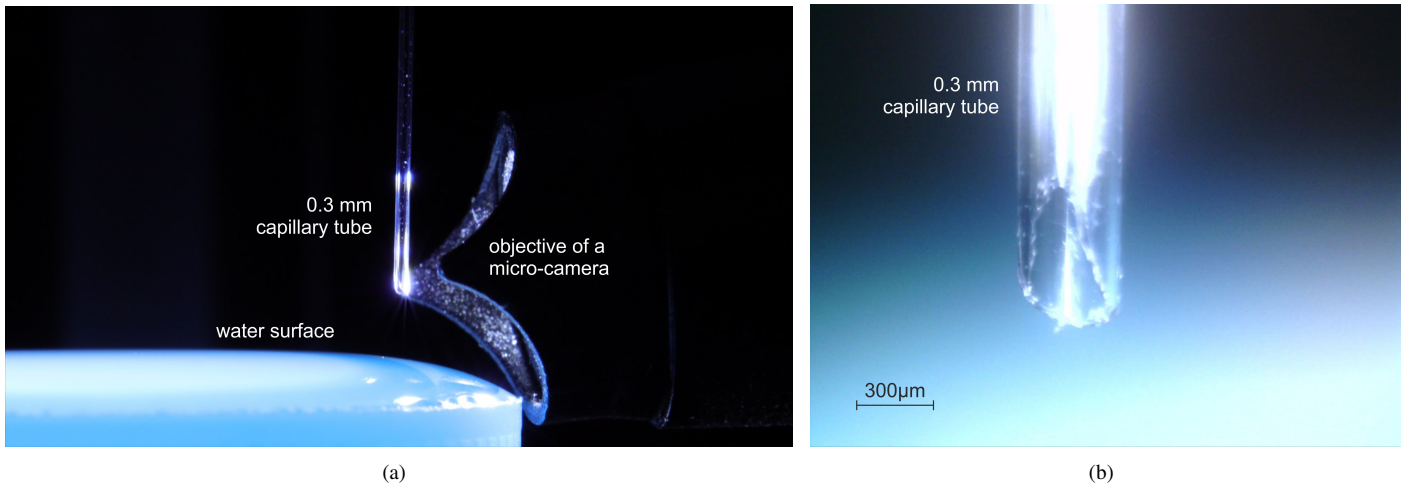 0.3 mm
capillary tube
objective of a
micro-camera
water surface
0.3 mm
capillary tube
300µm
(a)
(b)